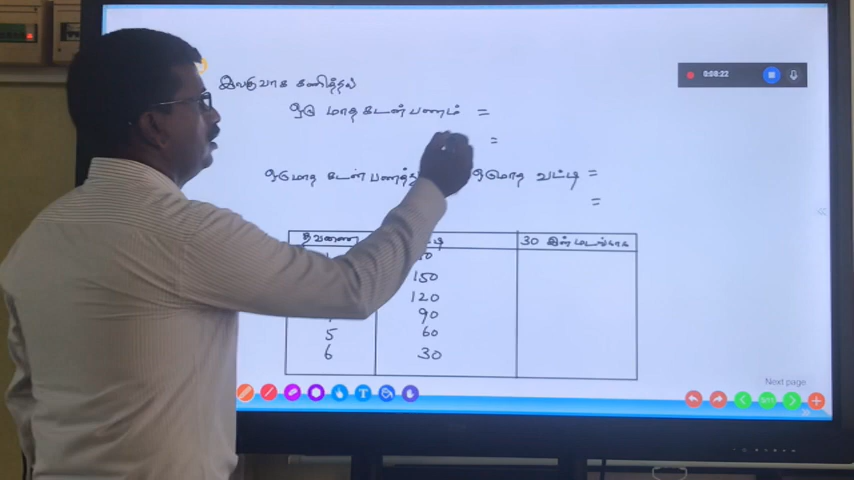 இலகுவாக கணித்தல்
ஒரு மாத கடன் பணம் =
=
ஒருமாத கடன் பணத்து ஒருமாத வட்டி =
=
தவணை 30 இன் மடங்காக
150
120
90
5 60
6 30
0:00:22
Next page